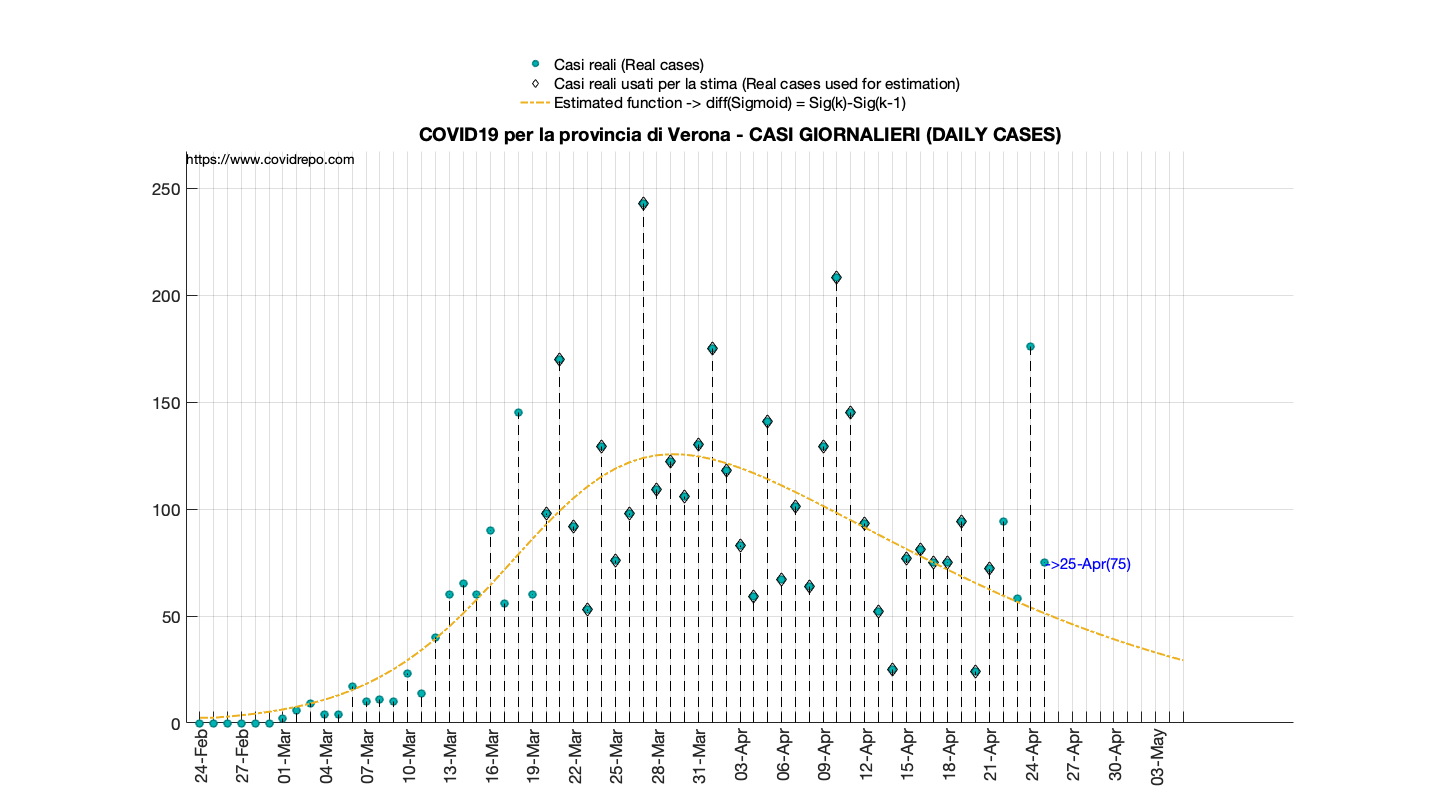 Casi reali (Real cases)
Casi reali usati per la stima (Real cases used for estimation)
Estimated function -> diff(Sigmoid) = Sig(k)-Sig(k-1)
COVID19 per la provincia di Verona - CASI GIORNALIERI (DAILY CASES)
https://www.covidrepo.com
250
200
150
100
50
0
->25-Apr(75)
24-Feb
27-Feb
01-Mar
04-Mar
07-Mar
10-Mar
13-Mar
16-Mar
19-Mar
22-Mar
25-Mar
28-Mar
31-Mar
03-Apr
06-Apr
09-Apr
12-Apr
15-Apr
18-Apr
21-Apr
24-Apr
27-Apr
30-Apr
03-May